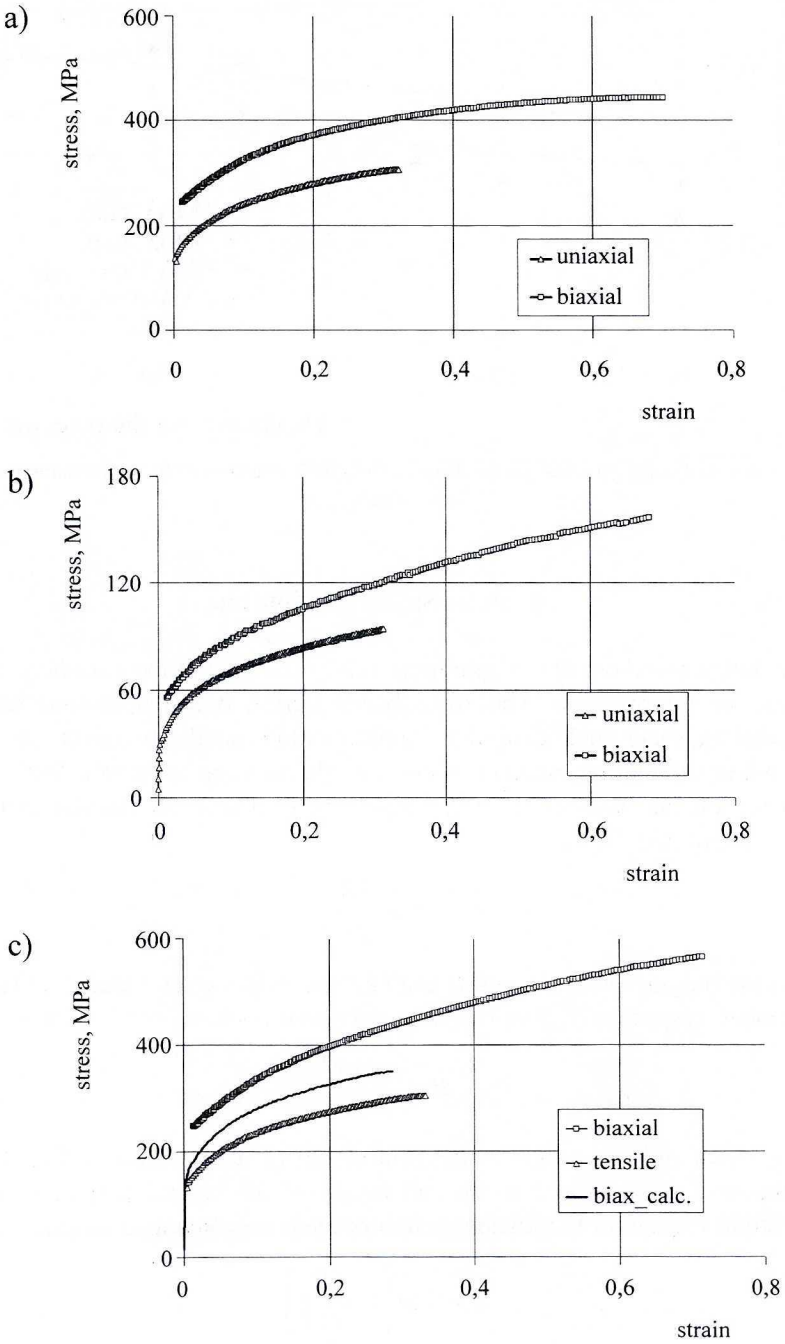 a)
600
400
200
0
stress, MPa
uniaxial
biaxial
0 0,2 0,4 0,6 0,8
strain
b)
180
120
60
0
stress, MPa
uniaxial
biaxial
0 0,2 0,4 0,6 0,8
strain
c)
600
400
200
0
stress, MPa
biaxial
tensile
biax_calc.
0 0,2 0,4 0,6 0,8
strain